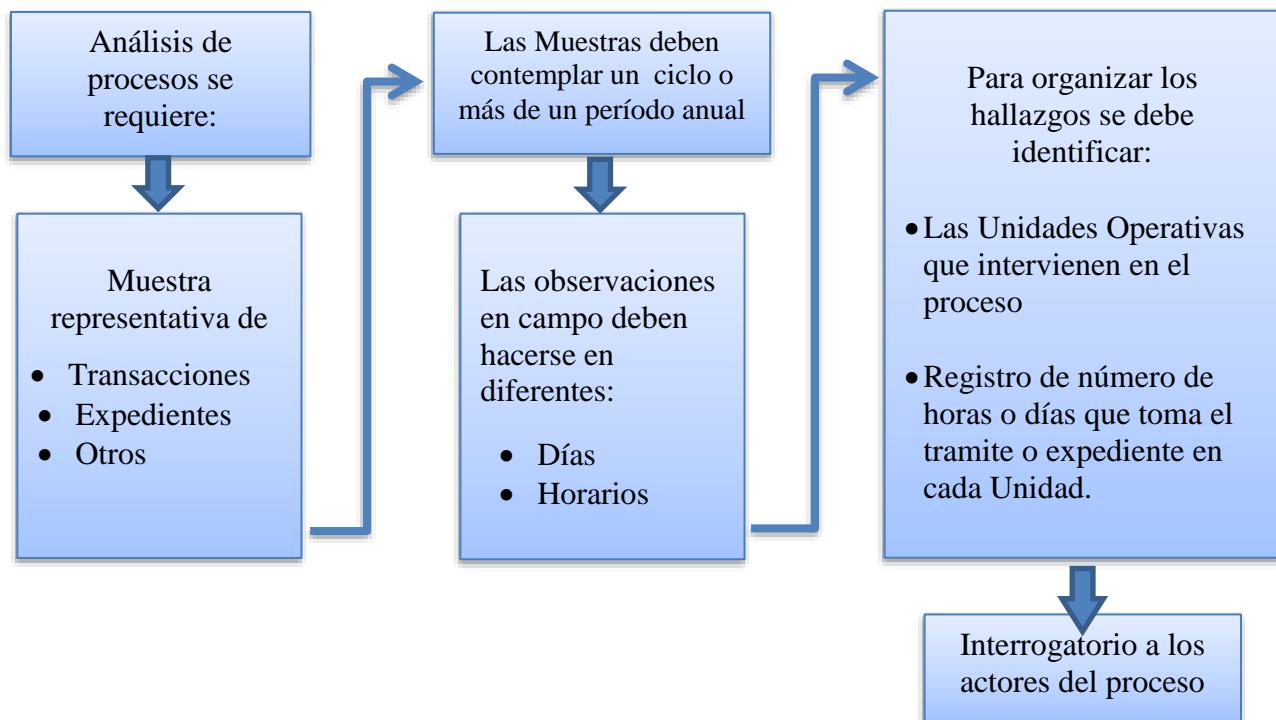 Análisis de
procesos se
requiere:
Muestra
representativa de
• Transacciones
• Expedientes
• Otros
Las Muestras deben
contemplar un ciclo o
más de un período anual
Las observaciones
en campo deben
hacerse en
diferentes:
• Días
• Horarios
Para organizar los
hallazgos se debe
identificar:
• Las Unidades Operativas
que intervienen en el
proceso
• Registro de número de
horas o días que toma el
tramite o expediente en
cada Unidad.
Interrogatorio a los
actores del proceso